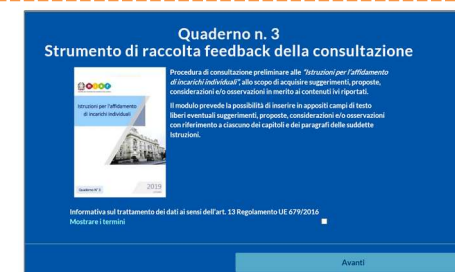 Quaderno n. 3
Strumento di raccolta feedback della consultazione
Istruzioni per l'affidamento
di incarichi individuali
Quaderno N° 3
2019
Procedura di consultazione preliminare alle "Istruzioni per l'affidamento
di incarichi individuali", allo scopo di acquisire suggerimenti, proposte,
considerazioni e/o osservazioni in merito ai contenuti ivi riportati.
Il modulo prevede la possibilità di inserire in appositi campi di testo
liberi eventuali suggerimenti, proposte, considerazioni e/o osservazioni
con riferimento a ciascuno dei capitoli e dei paragrafi delle suddette
Istruzioni.
Informativa sul trattamento dei dati ai sensi dell'art. 13 Regolamento UE 679/2016
Mostrare i termini
Avanti